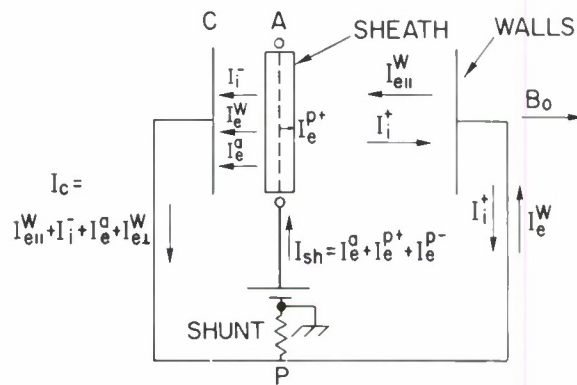 C A SHEATH WALLS
I_i^-
I_e^W
I_e^a
I_e^{p+}
I_{e||}^W
I_i^+
B_o
I_c =
I_{e||}^W + I_i^- + I_e^a + I_{e⊥}^W
I_{sh} = I_e^a + I_e^{p+} + I_e^{p-}
I_i^+
I_e^W
SHUNT
P